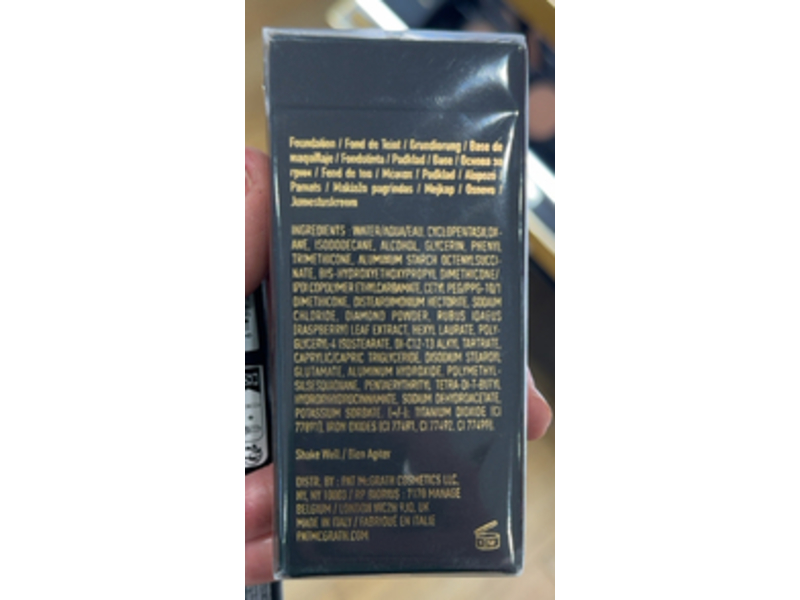 Foundation / Fond de Teint / Grundierung / Base de
maquillaje / Fondotinta / Podkład / Base / Основа за
грим / Fond de ten / Podklad /
Pamats / Makiažo pagrindas / Мејкар / Osnova /
Jumestuskreem
INGREDIENTS : WATER/AQUA/EAU, CYCLOPENTASILOX-
ANE, ISODODECANE, ALCOHOL, GLYCERIN, PHENYL
TRIMETHICONE, ALUMINUM STARCH OCTENYLSUCCI-
NATE, BIS-HYDROXYETHOXYPROPYL DIMETHICONE/
IPDI COPOLYMER ETHYLCARBAMATE, CETYL PEG/PPG-10/1
DIMETHICONE, DISTEARDIMONIUM HECTORITE, SODIUM
CHLORIDE, DIAMOND POWDER, RUBUS IDAEUS
(RASPBERRY) LEAF EXTRACT, HEXYL LAURATE, POLY-
GLYCERYL-4 ISOSTEARATE, DI-C12-13 ALKYL TARTRATE,
CAPRYLIC/CAPRIC TRIGLYCERIDE, DISODIUM STEAROYL
GLUTAMATE, ALUMINUM HYDROXIDE, POLYMETHYL-
SILSESQUIOXANE, PENTAERYTHRITYL TETRA-DI-T-BUTYL
HYDROXYHYDROCINNAMATE, SODIUM DEHYDROACETATE,
POTASSIUM SORBATE. (+/-): TITANIUM DIOXIDE (CI
77891), IRON OXIDES (CI 77491, CI 77492, CI 77499).
Shake Well / Bien Agiter
DISTR. BY : PAT McGRATH COSMETICS LLC.
NY, NY 10003 / RP : 7170 MANAGE
BELGIUM / LONDON WC2N UK
MADE IN ITALY / FABRIQUÉ EN ITALIE
PATMCGRATH.COM